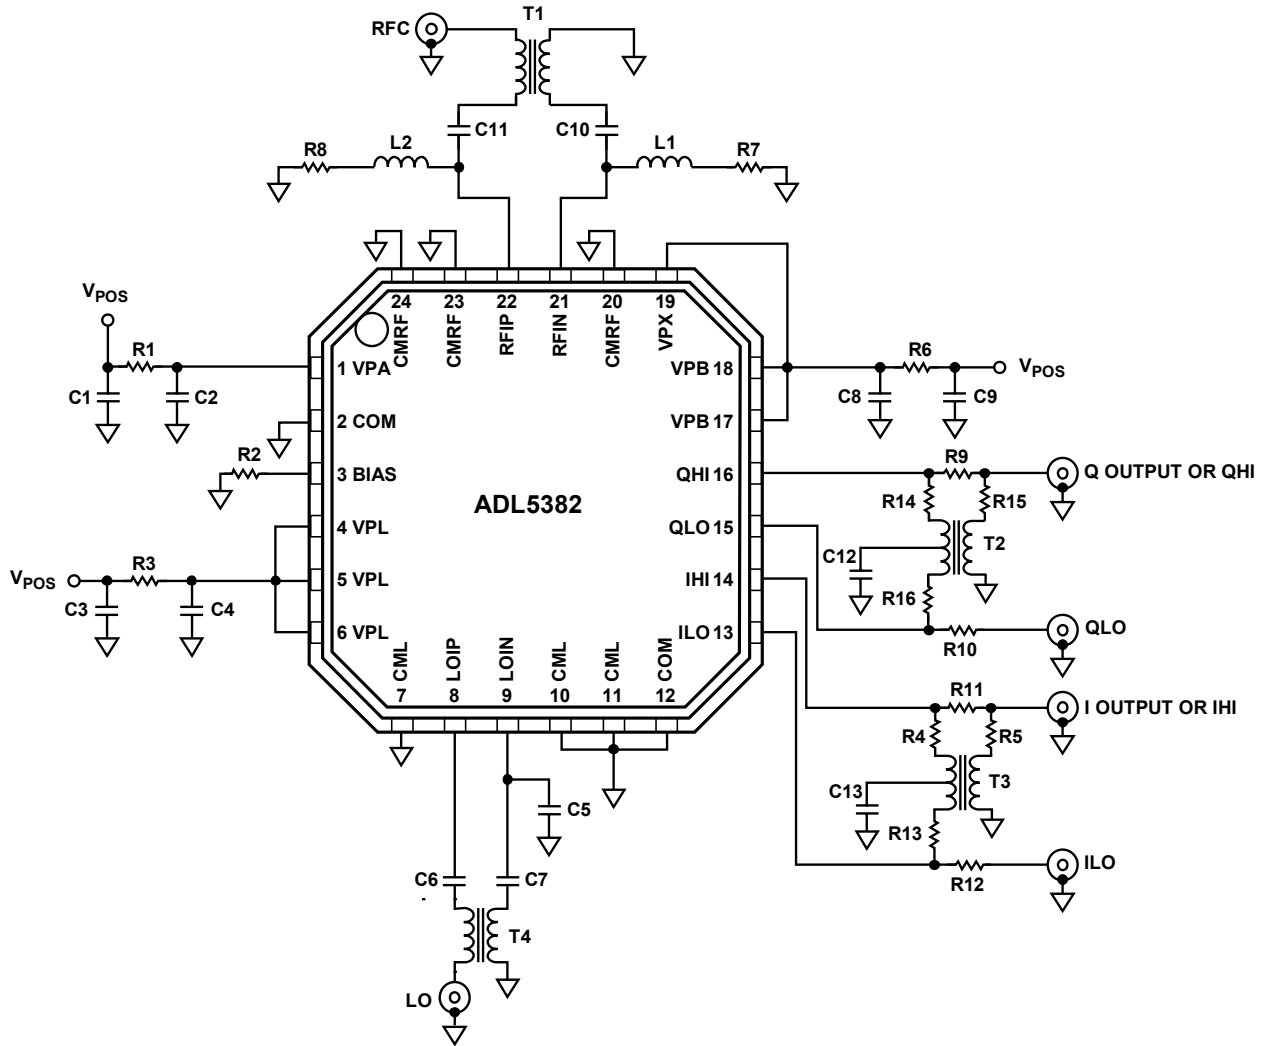 RFC
T1
C11
C10
R8
L2
L1
R7
24
23
22
21
20
19
CMRF
CMRF
RFIP
RFIN
CMRF
VPX
VPOS
R1
C1
C2
1 VPA
VPB 18
R6
VPOS
C8
C9
2 COM
VPB 17
R2
3 BIAS
QHI 16
R9
Q OUTPUT OR QHI
R14
R15
ADL5382
4 VPL
QLO 15
C12
T2
VPOS
R3
5 VPL
IHI 14
R16
C3
C4
6 VPL
ILO 13
QLO
R10
CML
LOIP
LOIN
CML
CML
COM
7
8
9
10
11
12
R11
I OUTPUT OR IHI
R4
R5
C13
T3
C5
R13
ILO
R12
C6
C7
T4
LO